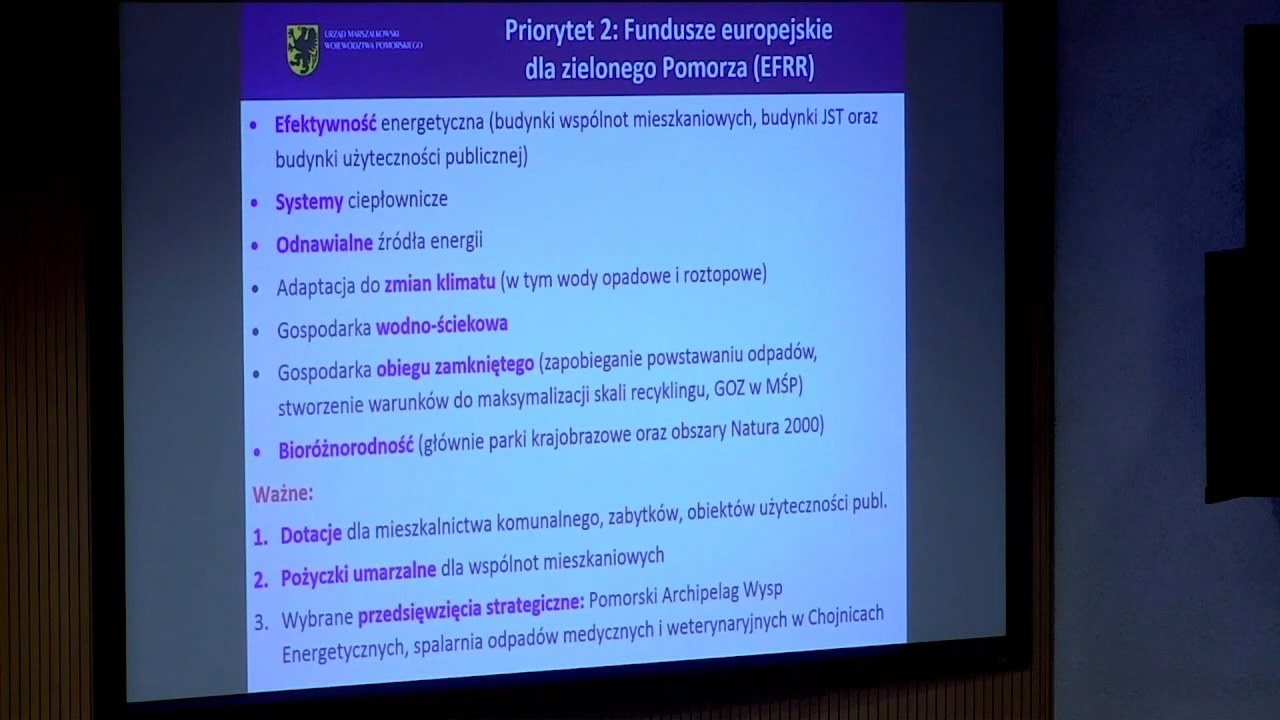 URZĄD MARSZAŁKOWSKI
WOJEWÓDZTWA POMORSKIEGO
Priorytet 2: Fundusze europejskie
dla zielonego Pomorza (EFRR)
• Efektywność energetyczna (budynki wspólnot mieszkaniowych, budynki JST oraz
budynki użyteczności publicznej)
• Systemy ciepłownicze
• Odnawialne źródła energii
• Adaptacja do zmian klimatu (w tym wody opadowe i roztopowe)
• Gospodarka wodno-ściekowa
• Gospodarka obiegu zamkniętego (zapobieganie powstawaniu odpadów,
stworzenie warunków do maksymalizacji skali recyklingu, GOZ w MŚP)
• Bioróżnorodność (głównie parki krajobrazowe oraz obszary Natura 2000)
Ważne:
1. Dotacje dla mieszkalnictwa komunalnego, zabytków, obiektów użyteczności publ.
2. Pożyczki umarzalne dla wspólnot mieszkaniowych
3. Wybrane przedsięwzięcia strategiczne: Pomorski Archipelag Wysp
Energetycznych, spalarnia odpadów medycznych i weterynaryjnych w Chojnicach